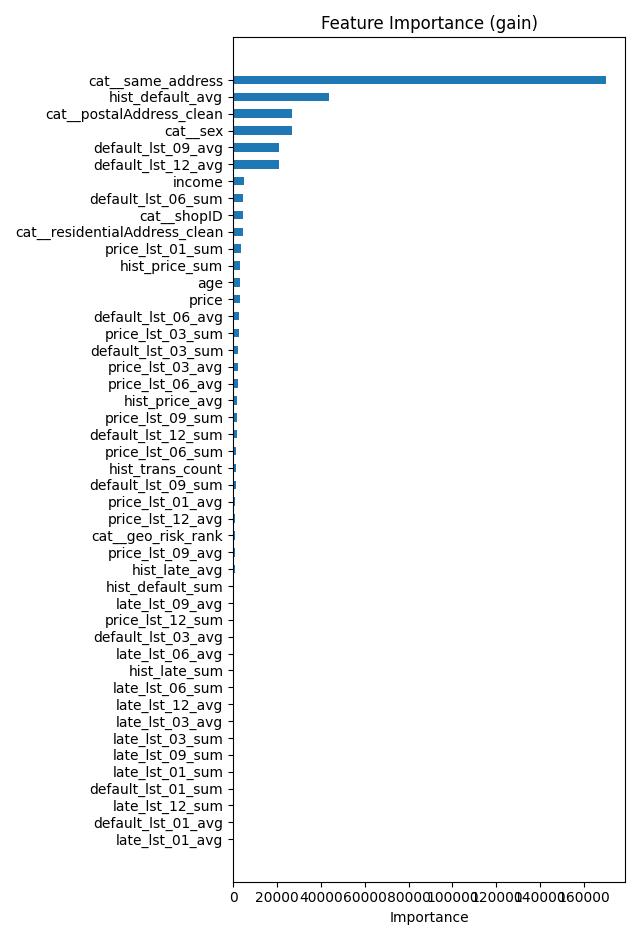 Feature Importance (gain)
cat__same_address
hist_default_avg
cat__postalAddress_clean
cat__sex
default_lst_09_avg
default_lst_12_avg
income
default_lst_06_sum
cat__shopID
cat__residentialAddress_clean
price_lst_01_sum
hist_price_sum
age
price
default_lst_06_avg
price_lst_03_sum
default_lst_03_sum
price_lst_03_avg
price_lst_06_avg
hist_price_avg
price_lst_09_sum
default_lst_12_sum
price_lst_06_sum
hist_trans_count
default_lst_09_sum
price_lst_01_avg
price_lst_12_avg
cat__geo_risk_rank
price_lst_09_avg
hist_late_avg
hist_default_sum
late_lst_09_avg
price_lst_12_sum
default_lst_03_avg
late_lst_06_avg
hist_late_sum
late_lst_06_sum
late_lst_12_avg
late_lst_03_avg
late_lst_03_sum
late_lst_09_sum
late_lst_01_sum
default_lst_01_sum
late_lst_12_sum
default_lst_01_avg
late_lst_01_avg
0 20000 40000 60000 80000 100000 120000 140000 160000
Importance